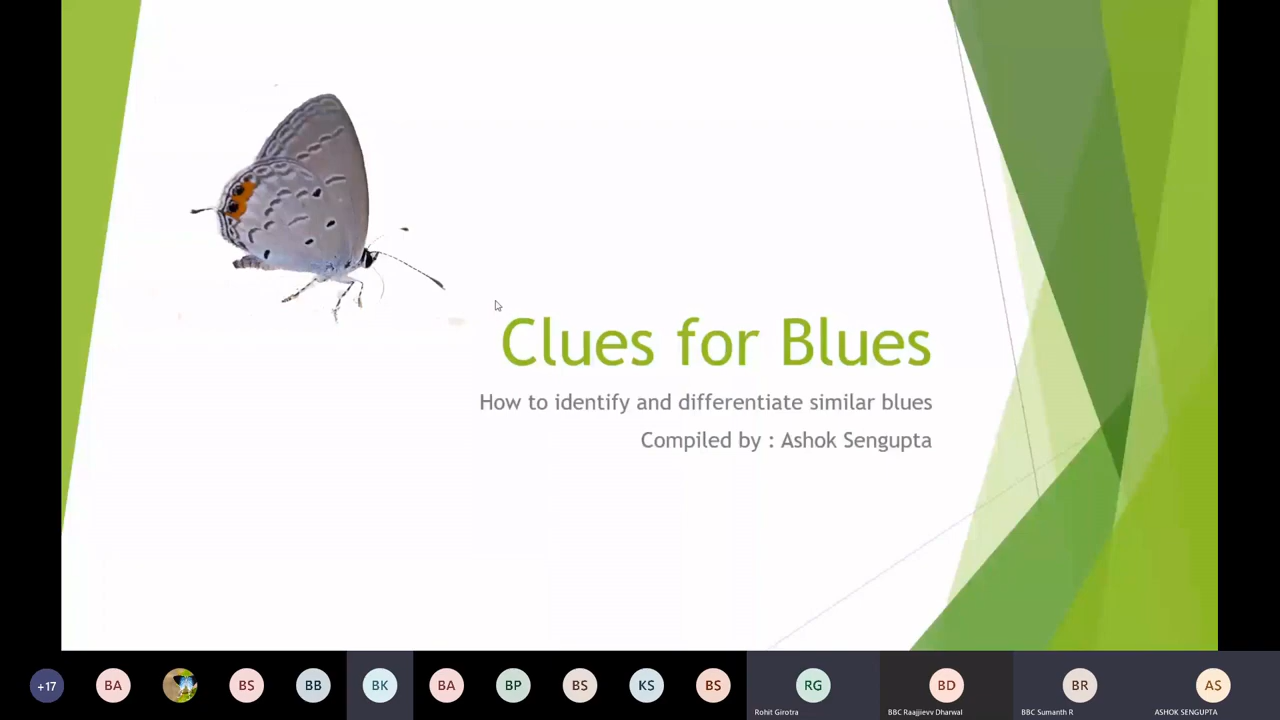 Clues for Blues
How to identify and differentiate similar blues
Compiled by : Ashok Sengupta
+17
BA
BS
BB
BK
BA
BP
BS
KS
BS
RG
BD
BR
AS
Rohit Girotra
BBC Raajjievv Dharwal
BBC Sumanth R
ASHOK SENGUPTA